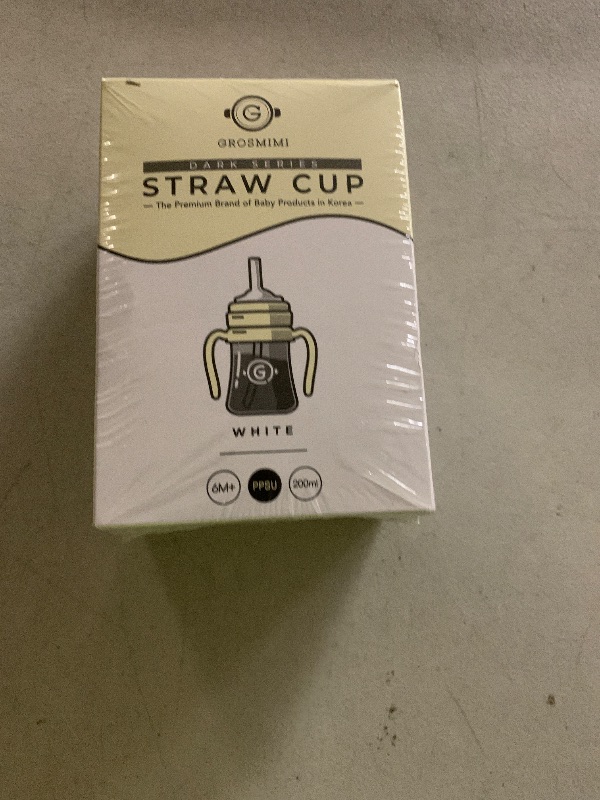 G
GROSMIMI
DARK SERIES
STRAW CUP
— The Premium Brand of Baby Products in Korea —
G
WHITE
6M+ PPSU 200ml